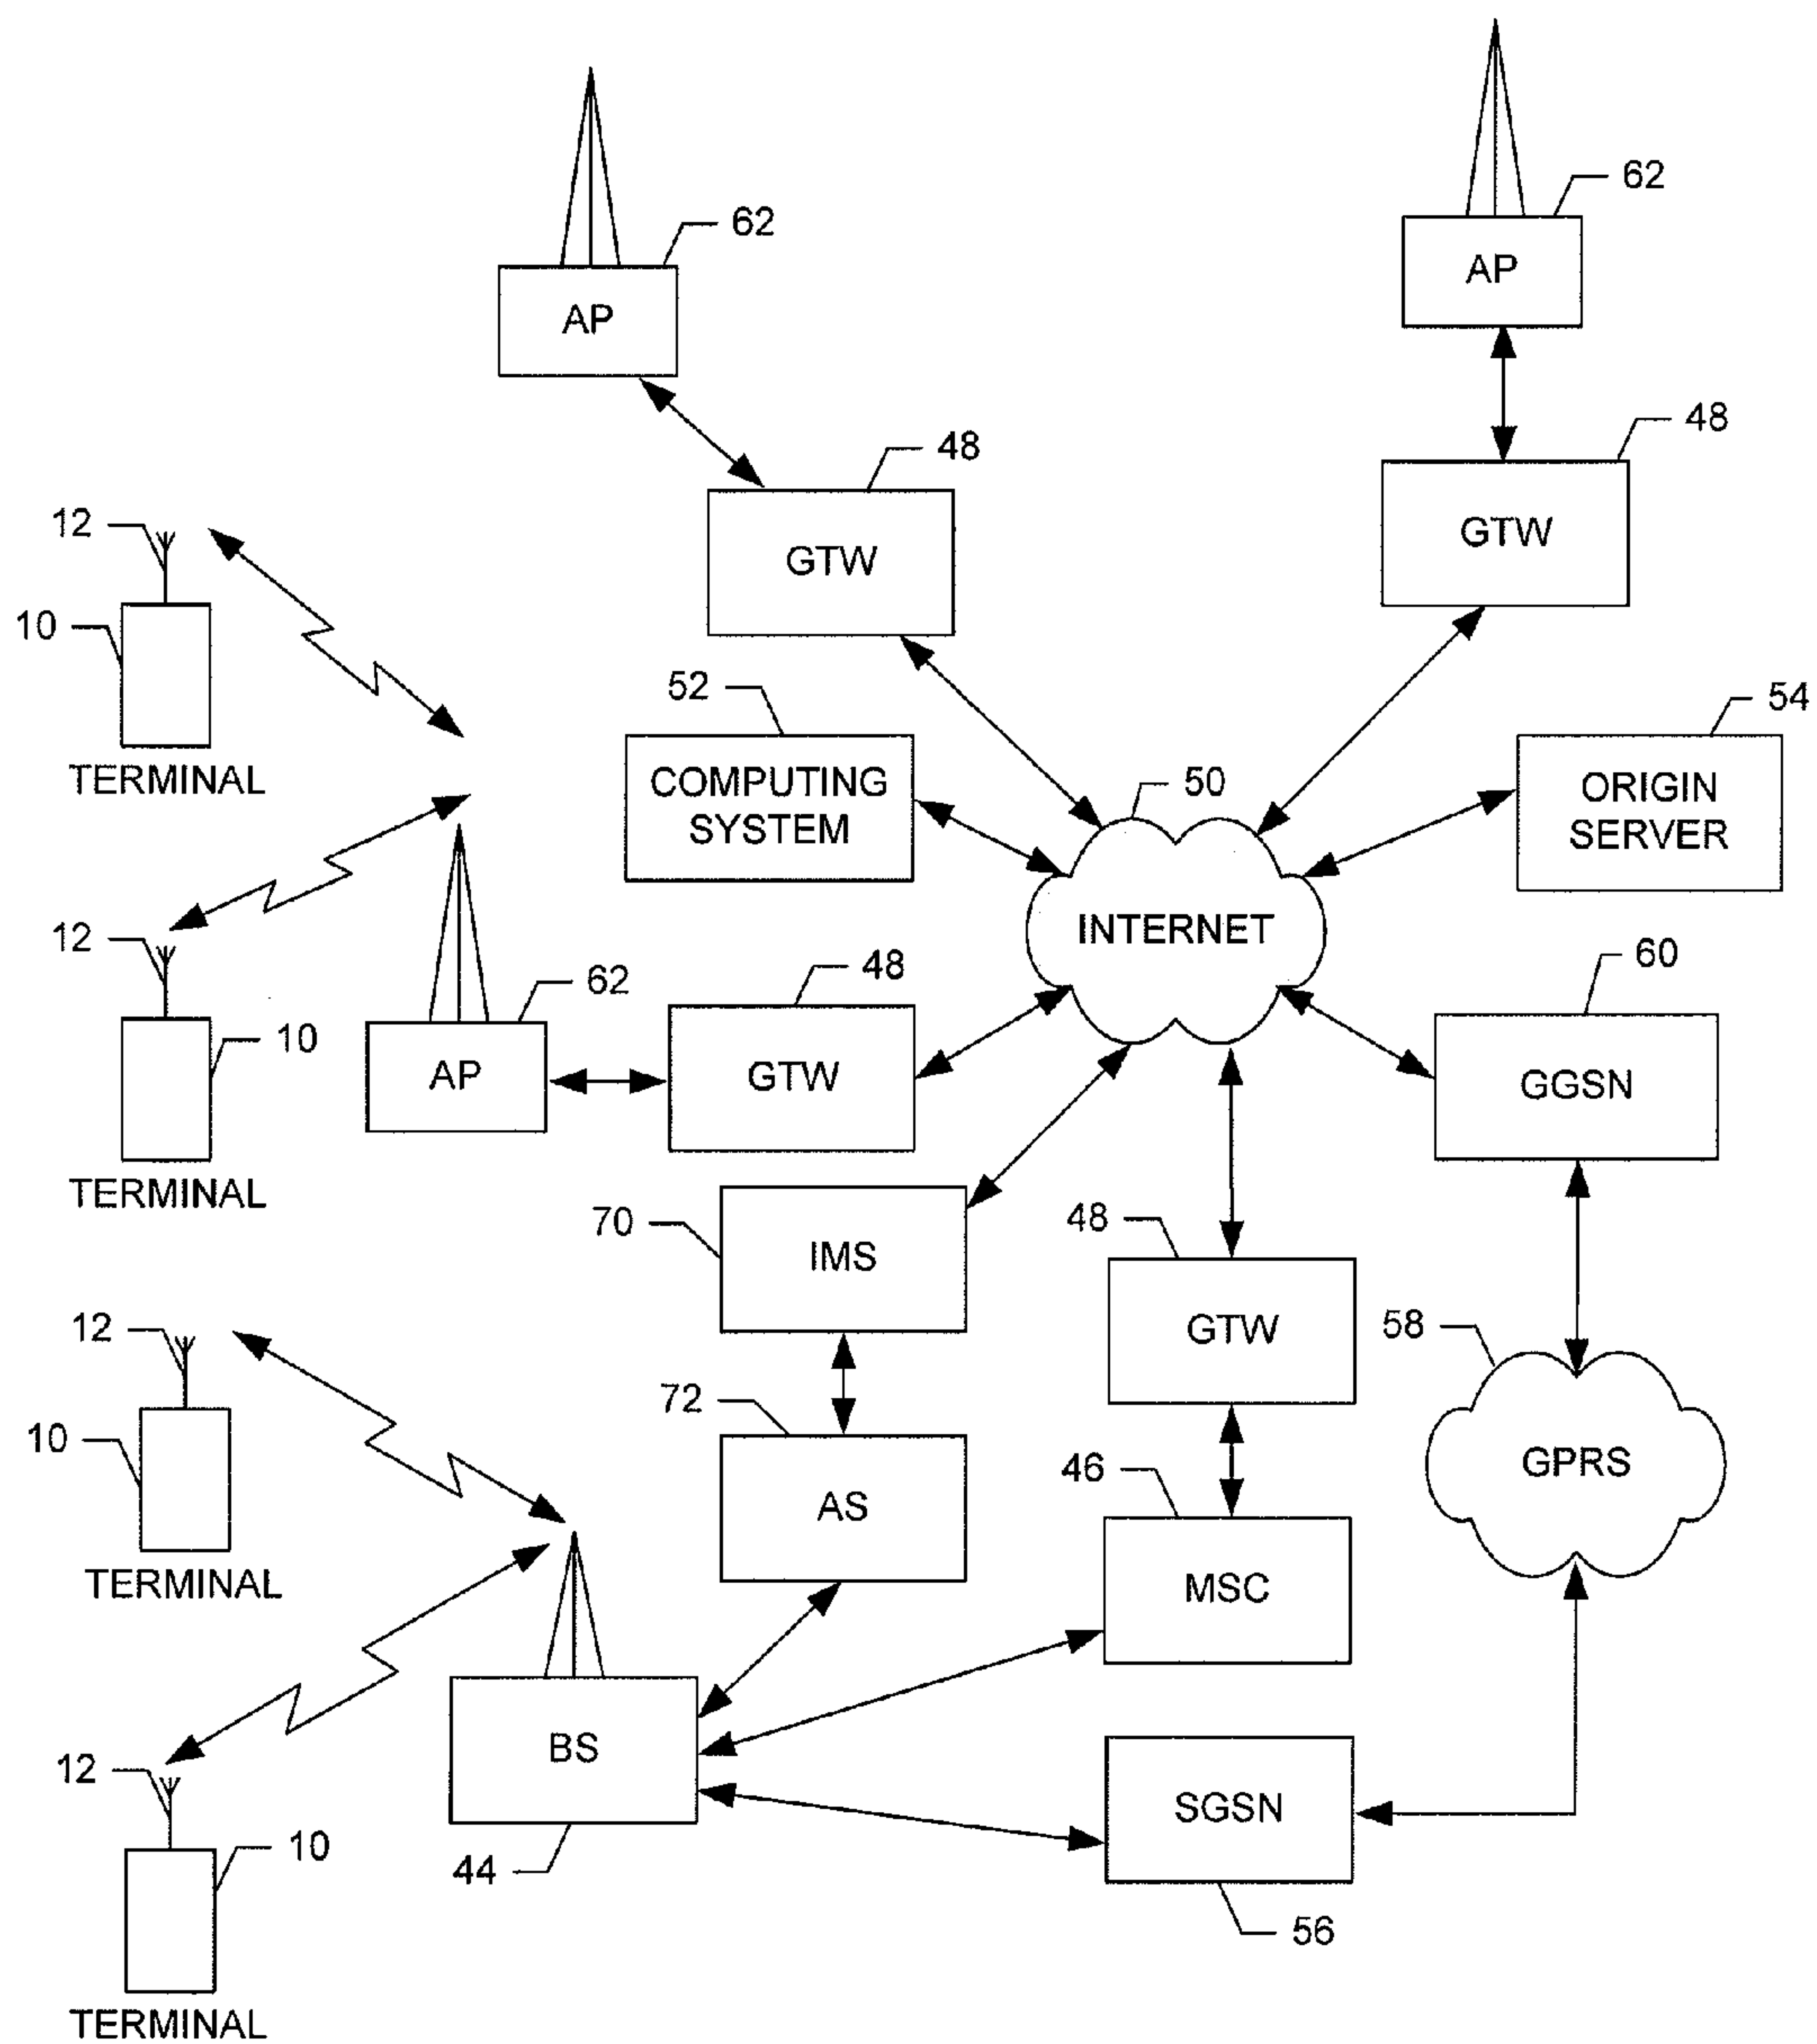 62
AP
62
AP
48
GTW
48
GTW
12
10
TERMINAL
52
COMPUTING
SYSTEM
50
INTERNET
54
ORIGIN
SERVER
12
10
TERMINAL
62
AP
48
GTW
60
GGSN
70
IMS
48
GTW
58
GPRS
12
10
TERMINAL
72
AS
46
MSC
BS
44
SGSN
56
12
10
TERMINAL